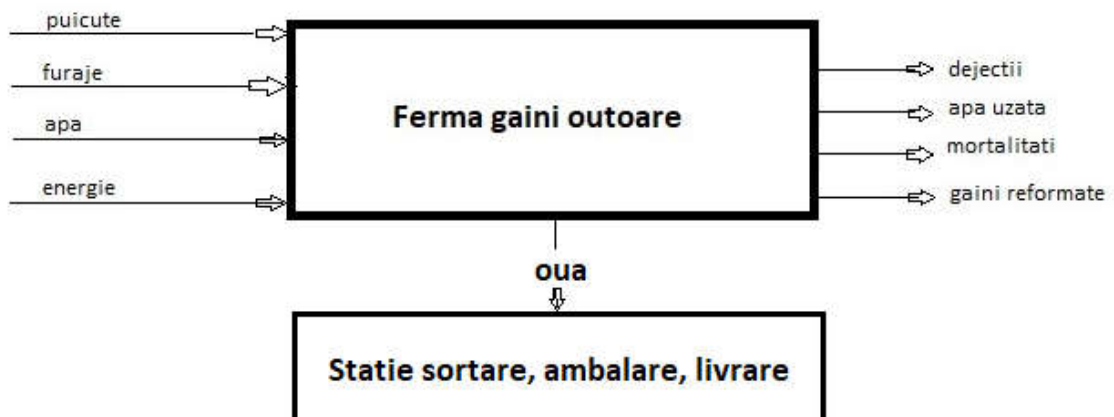 puicute
furaje
apa
energie
Ferma gaini outoare
dejectii
apa uzata
mortalitati
gaini reformate
oua
Statie sortare, ambalare, livrare